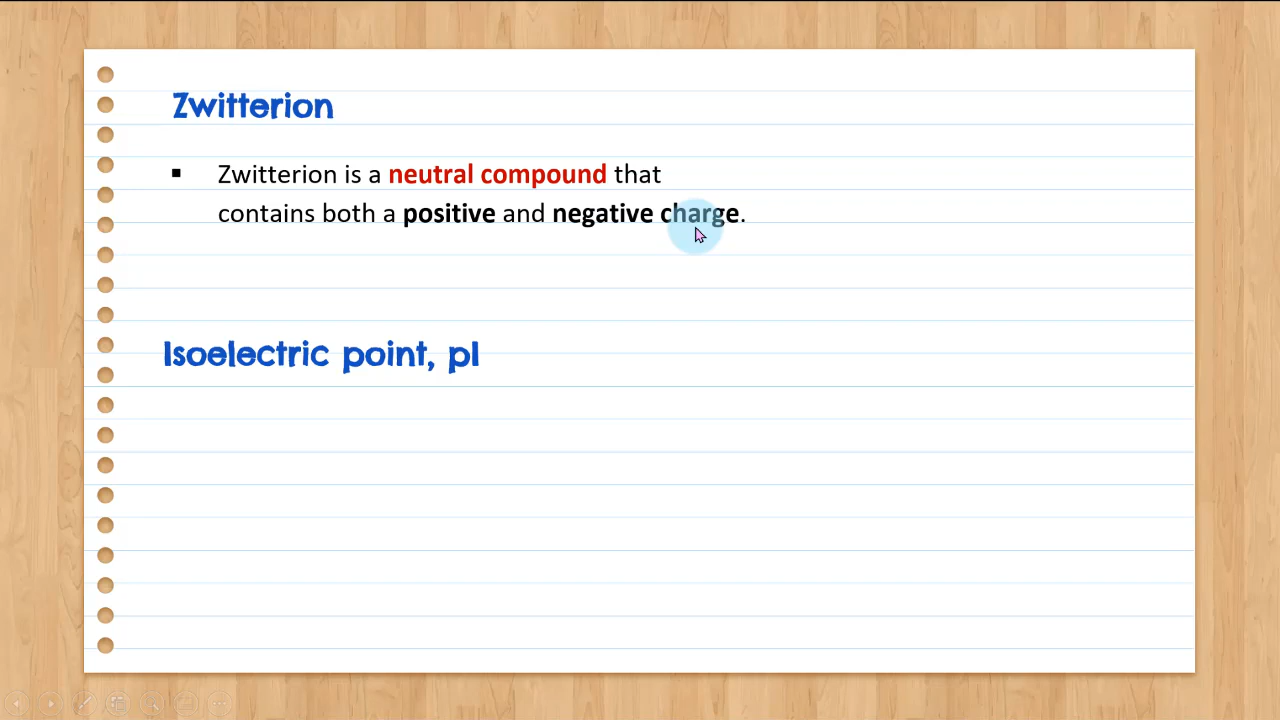 Zwitterion
▪ Zwitterion is a neutral compound that
contains both a positive and negative charge.
Isoelectric point, pI